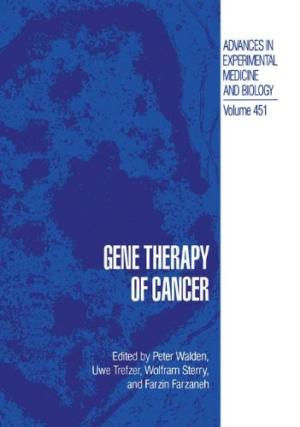 ADVANCES IN
EXPERIMENTAL
MEDICINE
AND BIOLOGY
Volume 451
GENE THERAPY
OF CANCER
Edited by Peter Walden,
Uwe Trefzer, Wolfram Sterry,
and Farzin Farzaneh